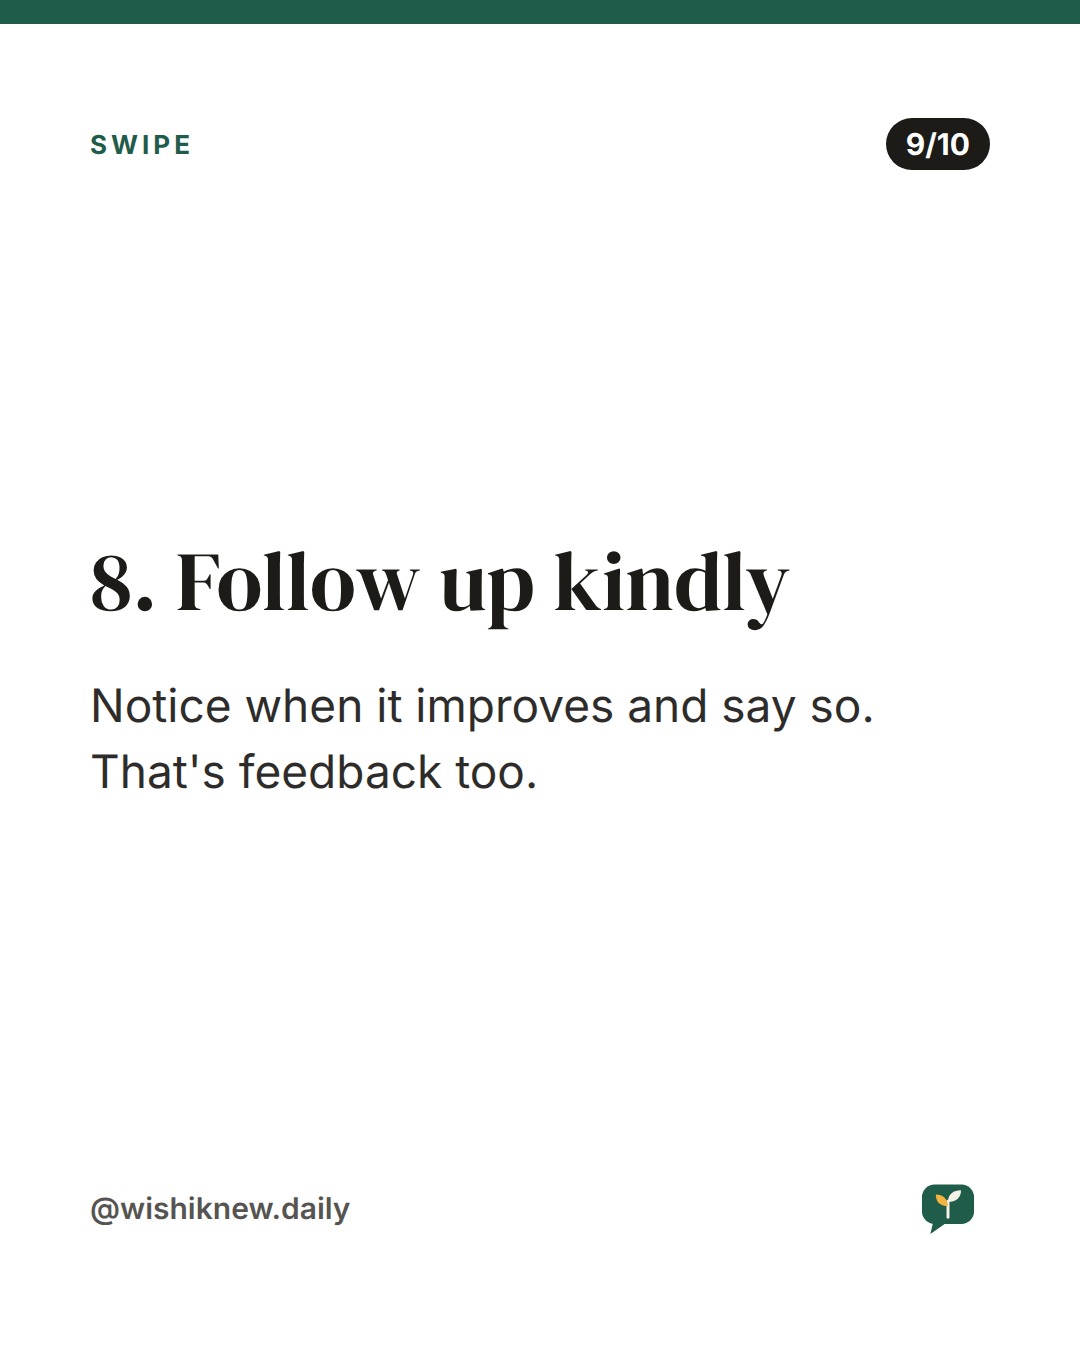 SWIPE
9/10
8. Follow up kindly
Notice when it improves and say so.
That's feedback too.
@wishiknew.daily